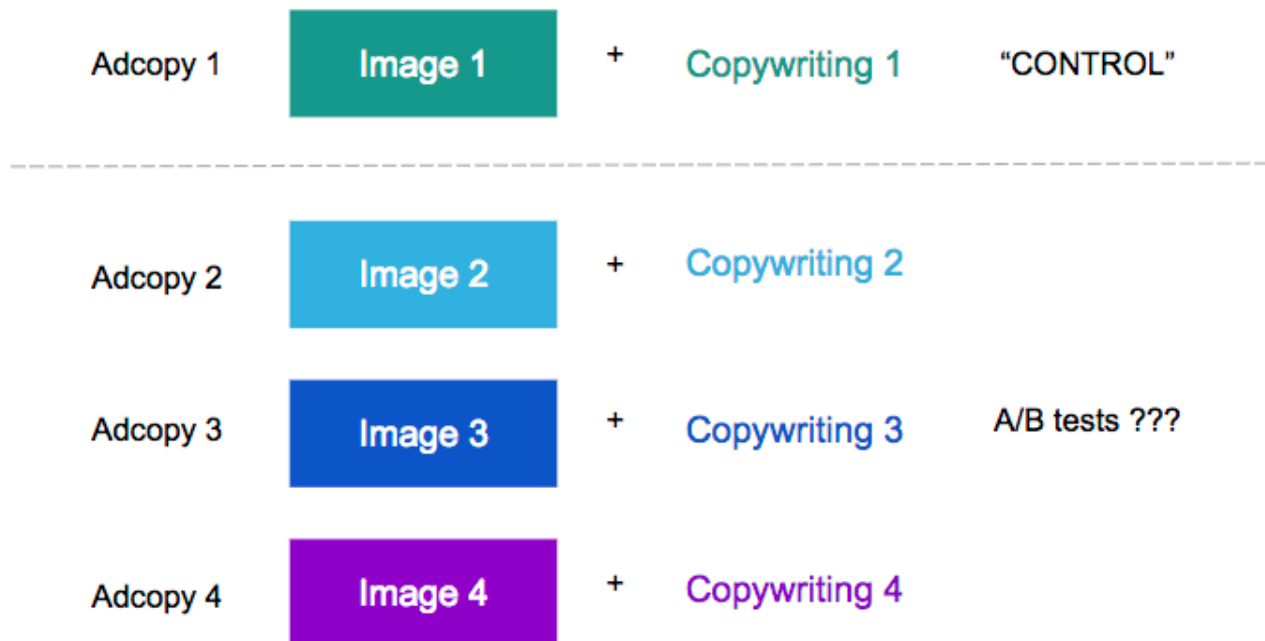 Adcopy 1 Image 1 + Copywriting 1 “CONTROL”
Adcopy 2 Image 2 + Copywriting 2
Adcopy 3 Image 3 + Copywriting 3 A/B tests ???
Adcopy 4 Image 4 + Copywriting 4